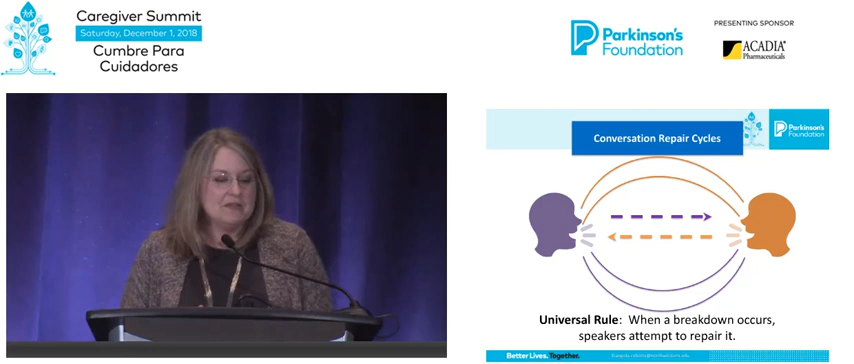 Caregiver Summit
Saturday, December 1, 2018
Cumbre Para
Cuidadores
Parkinson's
Foundation
PRESENTING SPONSOR
ACADIA®
Pharmaceuticals
Conversation Repair Cycles
Parkinson's
Foundation
Universal Rule: When a breakdown occurs,
speakers attempt to repair it.
Better Lives. Together.